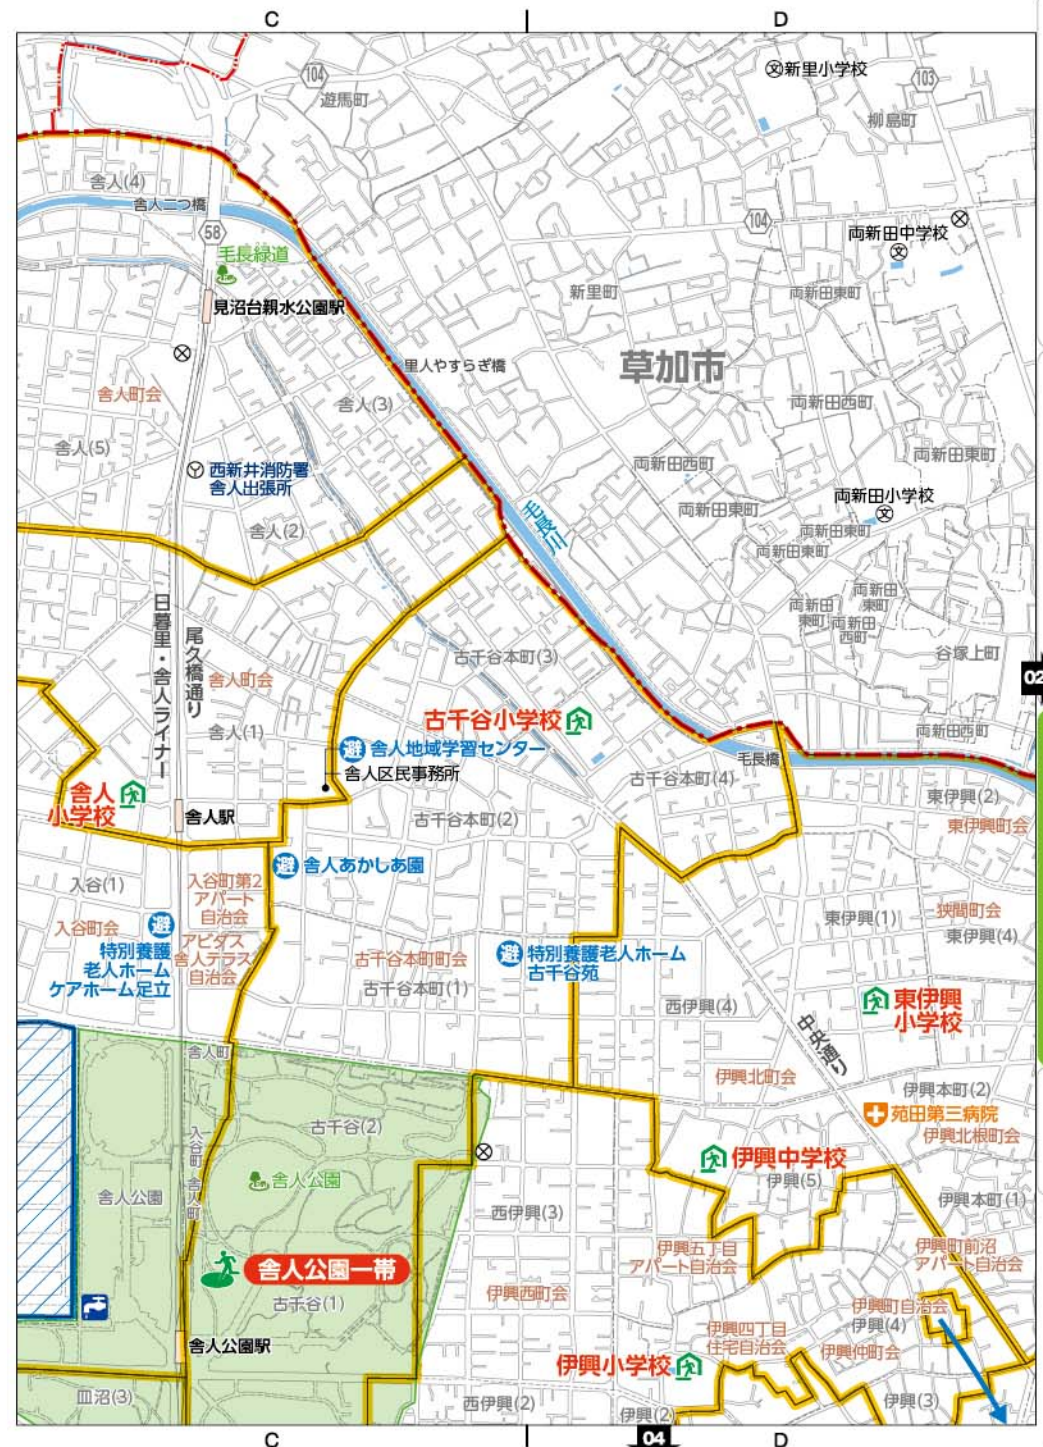 C
D
104
遊馬町
新里小学校
103
柳島町
舎人(4)
舎人二つ橋
58
毛長緑道
見沼台親水公園駅
104
両新田中学校
新里町
両新田東町
里人やすらぎ橋
草加市
舎人町会
舎人(3)
両新田西町
舎人(5)
西新井消防署
舎人出張所
両新田西町
両新田東町
両新田小学校
両新田東町
両新田東町
両新田東町
舎人(2)
毛長川
両新田
東町
両新田
東町
両新田
西町
谷塚上町
日暮里・舎人ライナー
尾久橋通り
舎人町会
古千谷本町(3)
02
舎人(1)
古千谷小学校
両新田西町
舎人地域学習センター
舎人区民事務所
毛長橋
古千谷本町(4)
舎人
小学校
舎人駅
古千谷本町(2)
東伊興(2)
東伊興町会
舎人あかしあ園
入谷(1)
入谷町第2
アパート
自治会
入谷町会
東伊興(1)
狭間町会
東伊興(4)
特別養護
老人ホーム
ケアホーム足立
アピタス
舎人テラス
自治会
古千谷本町町会
古千谷本町(1)
特別養護老人ホーム
古千谷苑
西伊興(4)
東伊興
小学校
中央通り
舎人町
伊興北町会
伊興本町(2)
苑田第三病院
伊興北根町会
古千谷(2)
入谷町
舎人町
伊興中学校
伊興(5)
舎人公園
舎人公園
西伊興(3)
伊興本町(1)
伊興五丁目
アパート自治会
伊興町前沼
アパート自治会
舎人公園一帯
古千谷(1)
伊興西町会
伊興町自治会
伊興(4)
伊興四丁目
住宅自治会
伊興仲町会
舎人公園駅
伊興小学校
皿沼(3)
西伊興(2)
伊興(2)
伊興(3)
C
04
D